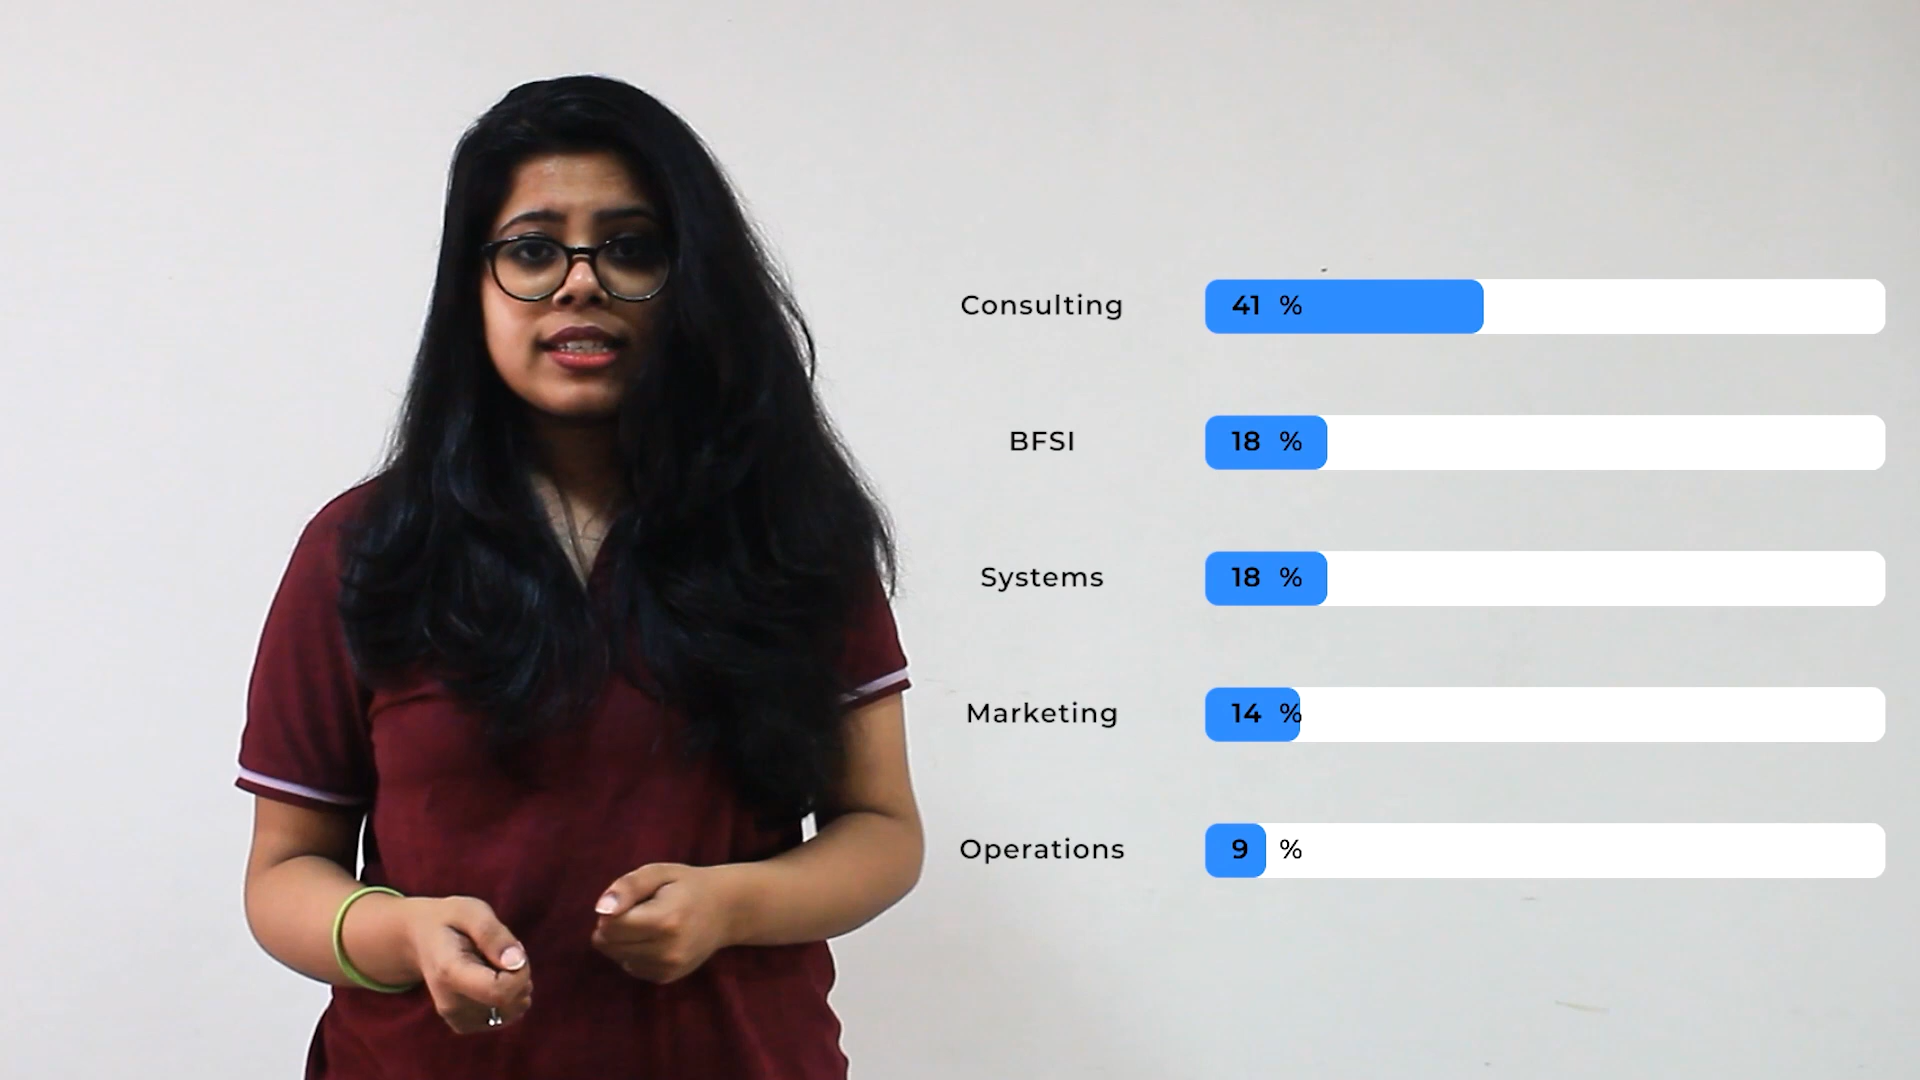 Consulting 41 %
BFSI 18 %
Systems 18 %
Marketing 14 %
Operations 9 %